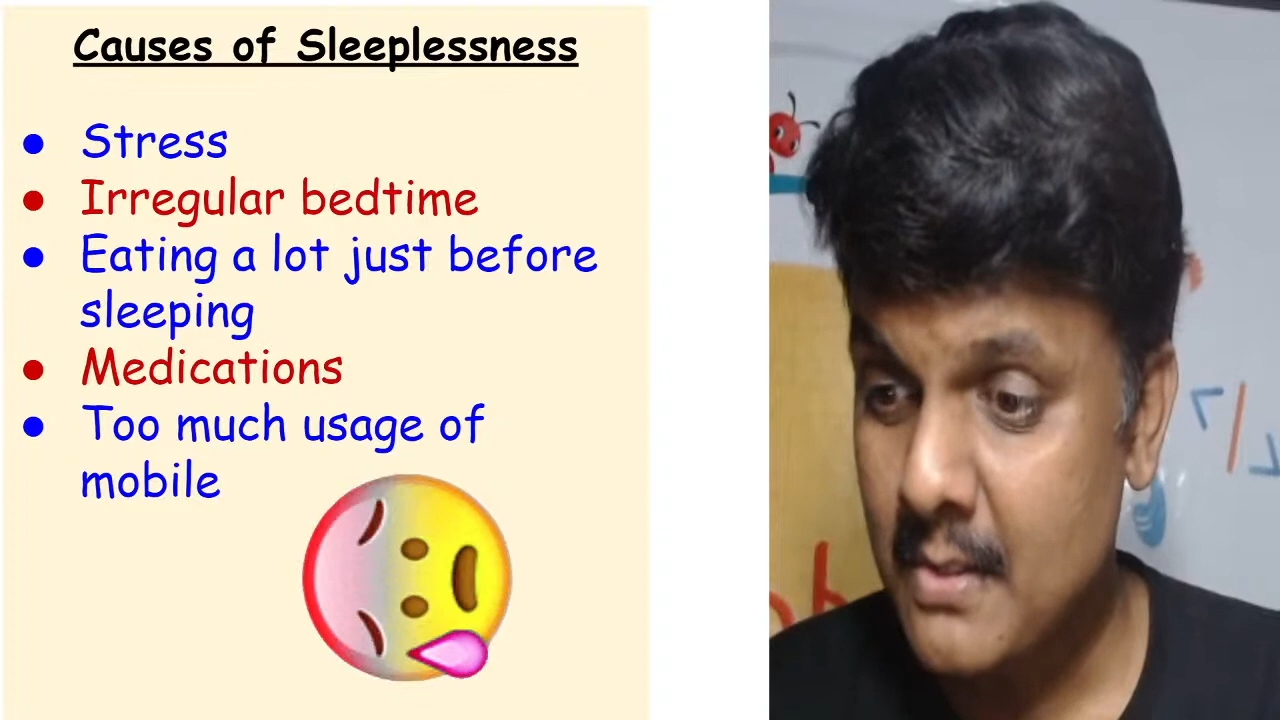 Causes of Sleeplessness
● Stress
● Irregular bedtime
● Eating a lot just before
sleeping
● Medications
● Too much usage of
mobile